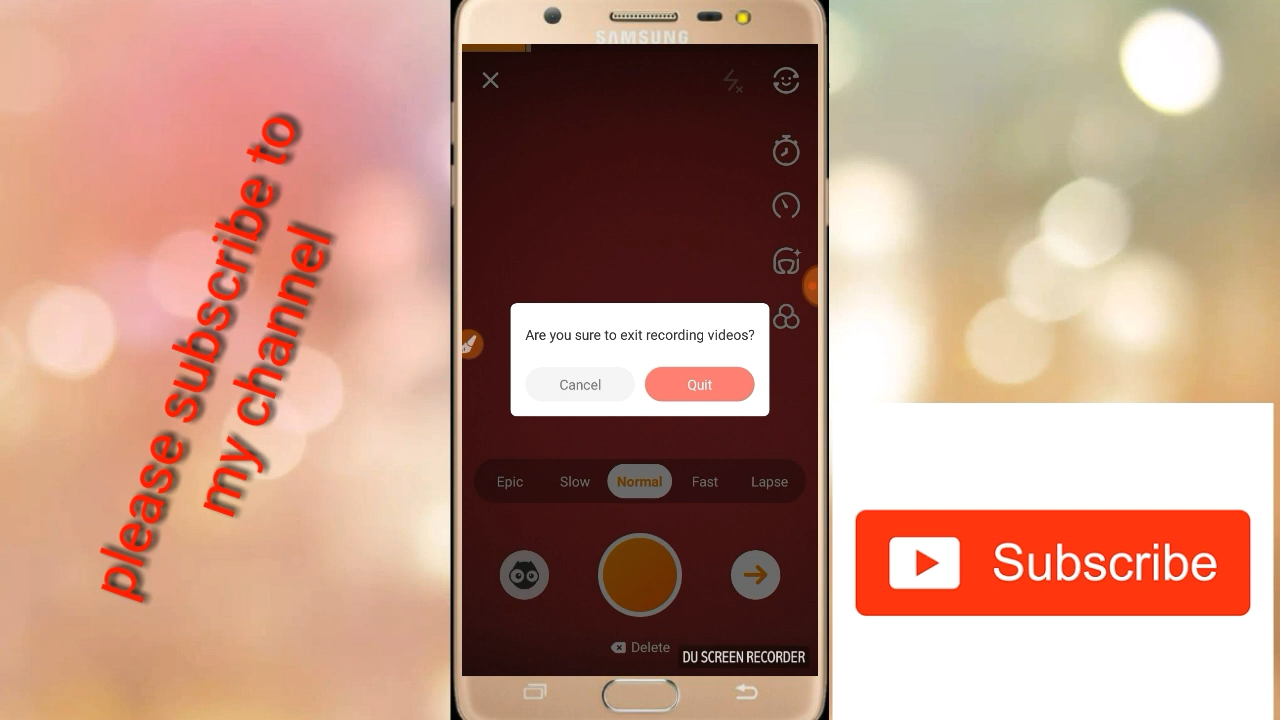 please subscribe to
my channel
SAMSUNG
Are you sure to exit recording videos?
Cancel
Quit
Epic
Slow
Normal
Fast
Lapse
Delete
DU SCREEN RECORDER
Subscribe